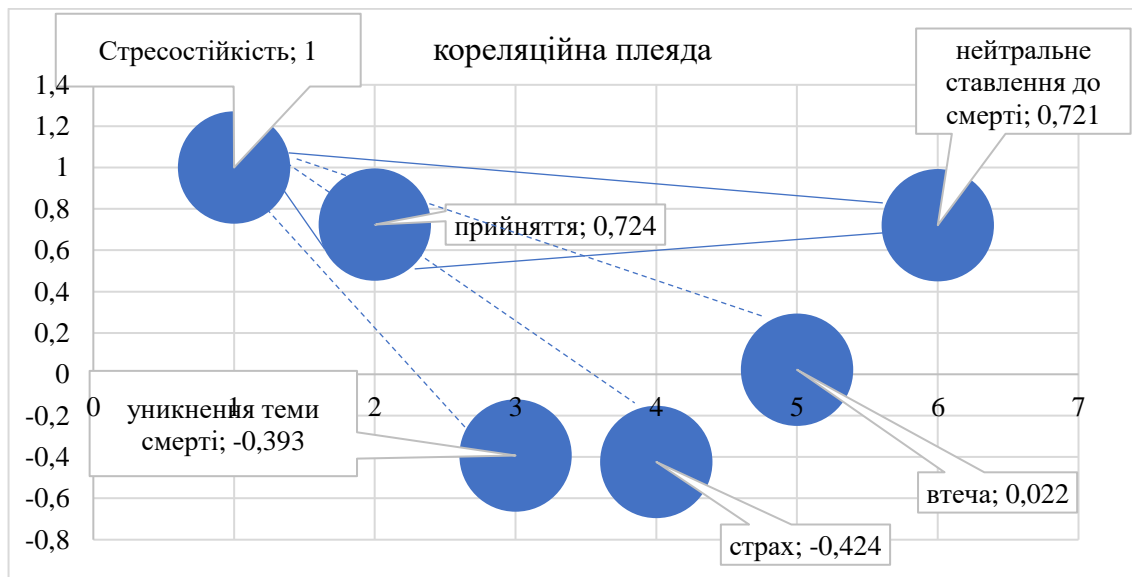 Стресостійкість; 1
кореляційна плеяда
нейтральне
ставлення до
смерті; 0,721
1,4
1,2
1
0,8
0,6
0,4
0,2
0
-0,2
-0,4
-0,6
-0,8
прийняття; 0,724
0
1
2
3
4
5
6
7
уникнення теми
смерті; -0,393
втеча; 0,022
страх; -0,424